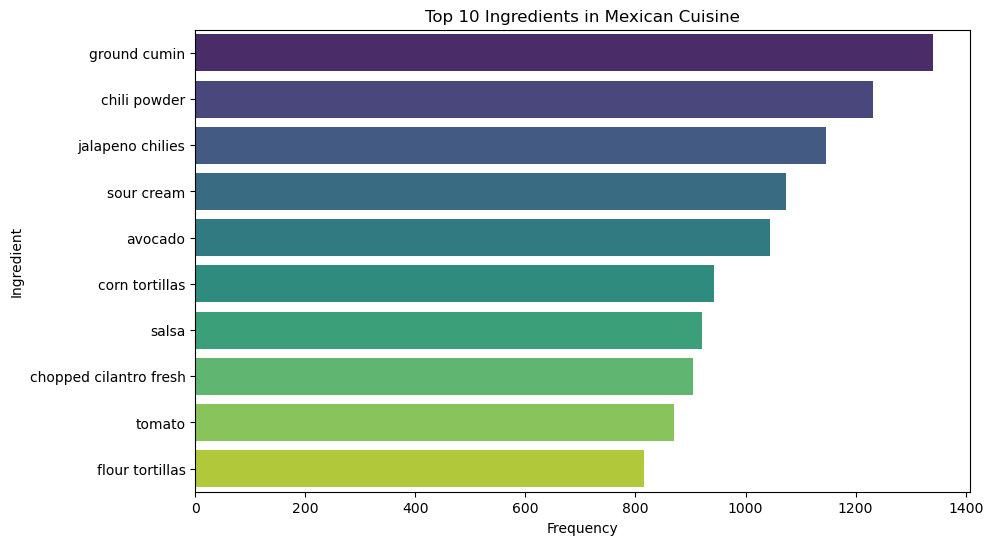 Top 10 Ingredients in Mexican Cuisine
Ingredient
ground cumin
chili powder
jalapeno chilies
sour cream
avocado
corn tortillas
salsa
chopped cilantro fresh
tomato
flour tortillas
0 200 400 600 800 1000 1200 1400
Frequency